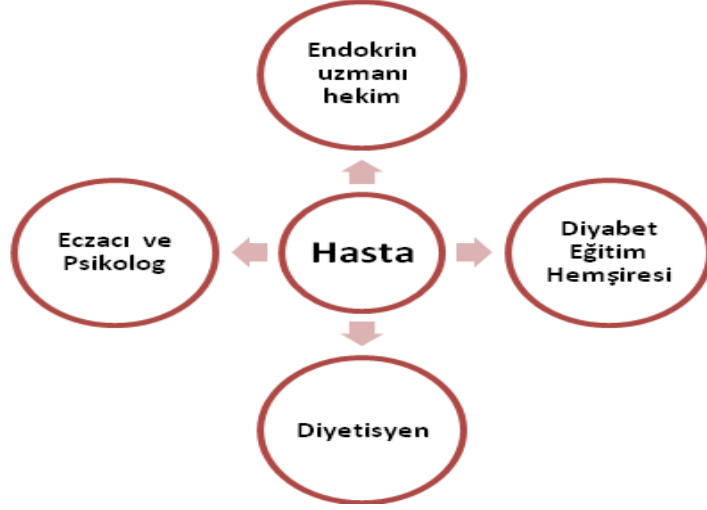 Endokrin
uzmanı
hekim
Eczacı ve
Psikolog
Hasta
Diyabet
Eğitim
Hemşiresi
Diyetisyen